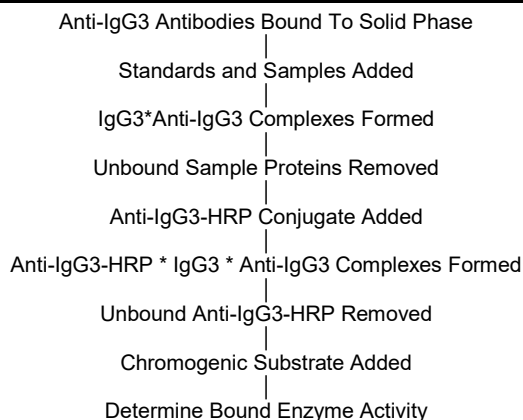 Anti-IgG3 Antibodies Bound To Solid Phase
Standards and Samples Added
IgG3*Anti-IgG3 Complexes Formed
Unbound Sample Proteins Removed
Anti-IgG3-HRP Conjugate Added
Anti-IgG3-HRP * IgG3 * Anti-IgG3 Complexes Formed
Unbound Anti-IgG3-HRP Removed
Chromogenic Substrate Added
Determine Bound Enzyme Activity